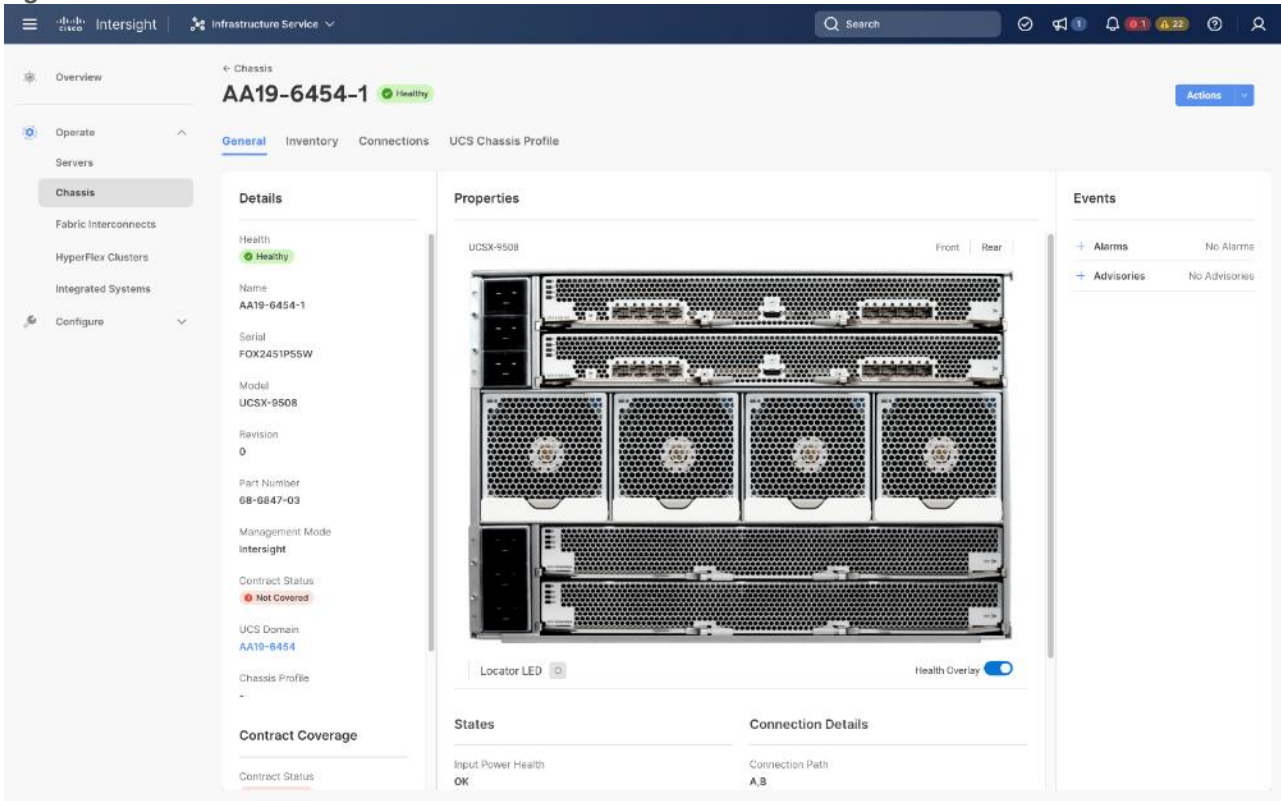 cisco Intersight Infrastructure Service Search 1 1 22
Overview
Operate
Servers
Chassis
Fabric Interconnects
HyperFlex Clusters
Integrated Systems
Configure
← Chassis
AA19-6454-1 Healthy
Actions
General Inventory Connections UCS Chassis Profile
Details
Health
Healthy
Name
AA19-6454-1
Serial
FOX2451P55W
Model
UCSX-9508
Revision
0
Part Number
68-6847-03
Management Mode
Intersight
Contract Status
Not Covered
UCS Domain
AA19-6454
Chassis Profile
-
Contract Coverage
Contract Status
Properties
UCSX-9508 Front Rear
Locator LED Health Overlay
States
Input Power Health
OK
Connection Details
Connection Path
A,B
Events
+ Alarms No Alarms
+ Advisories No Advisories